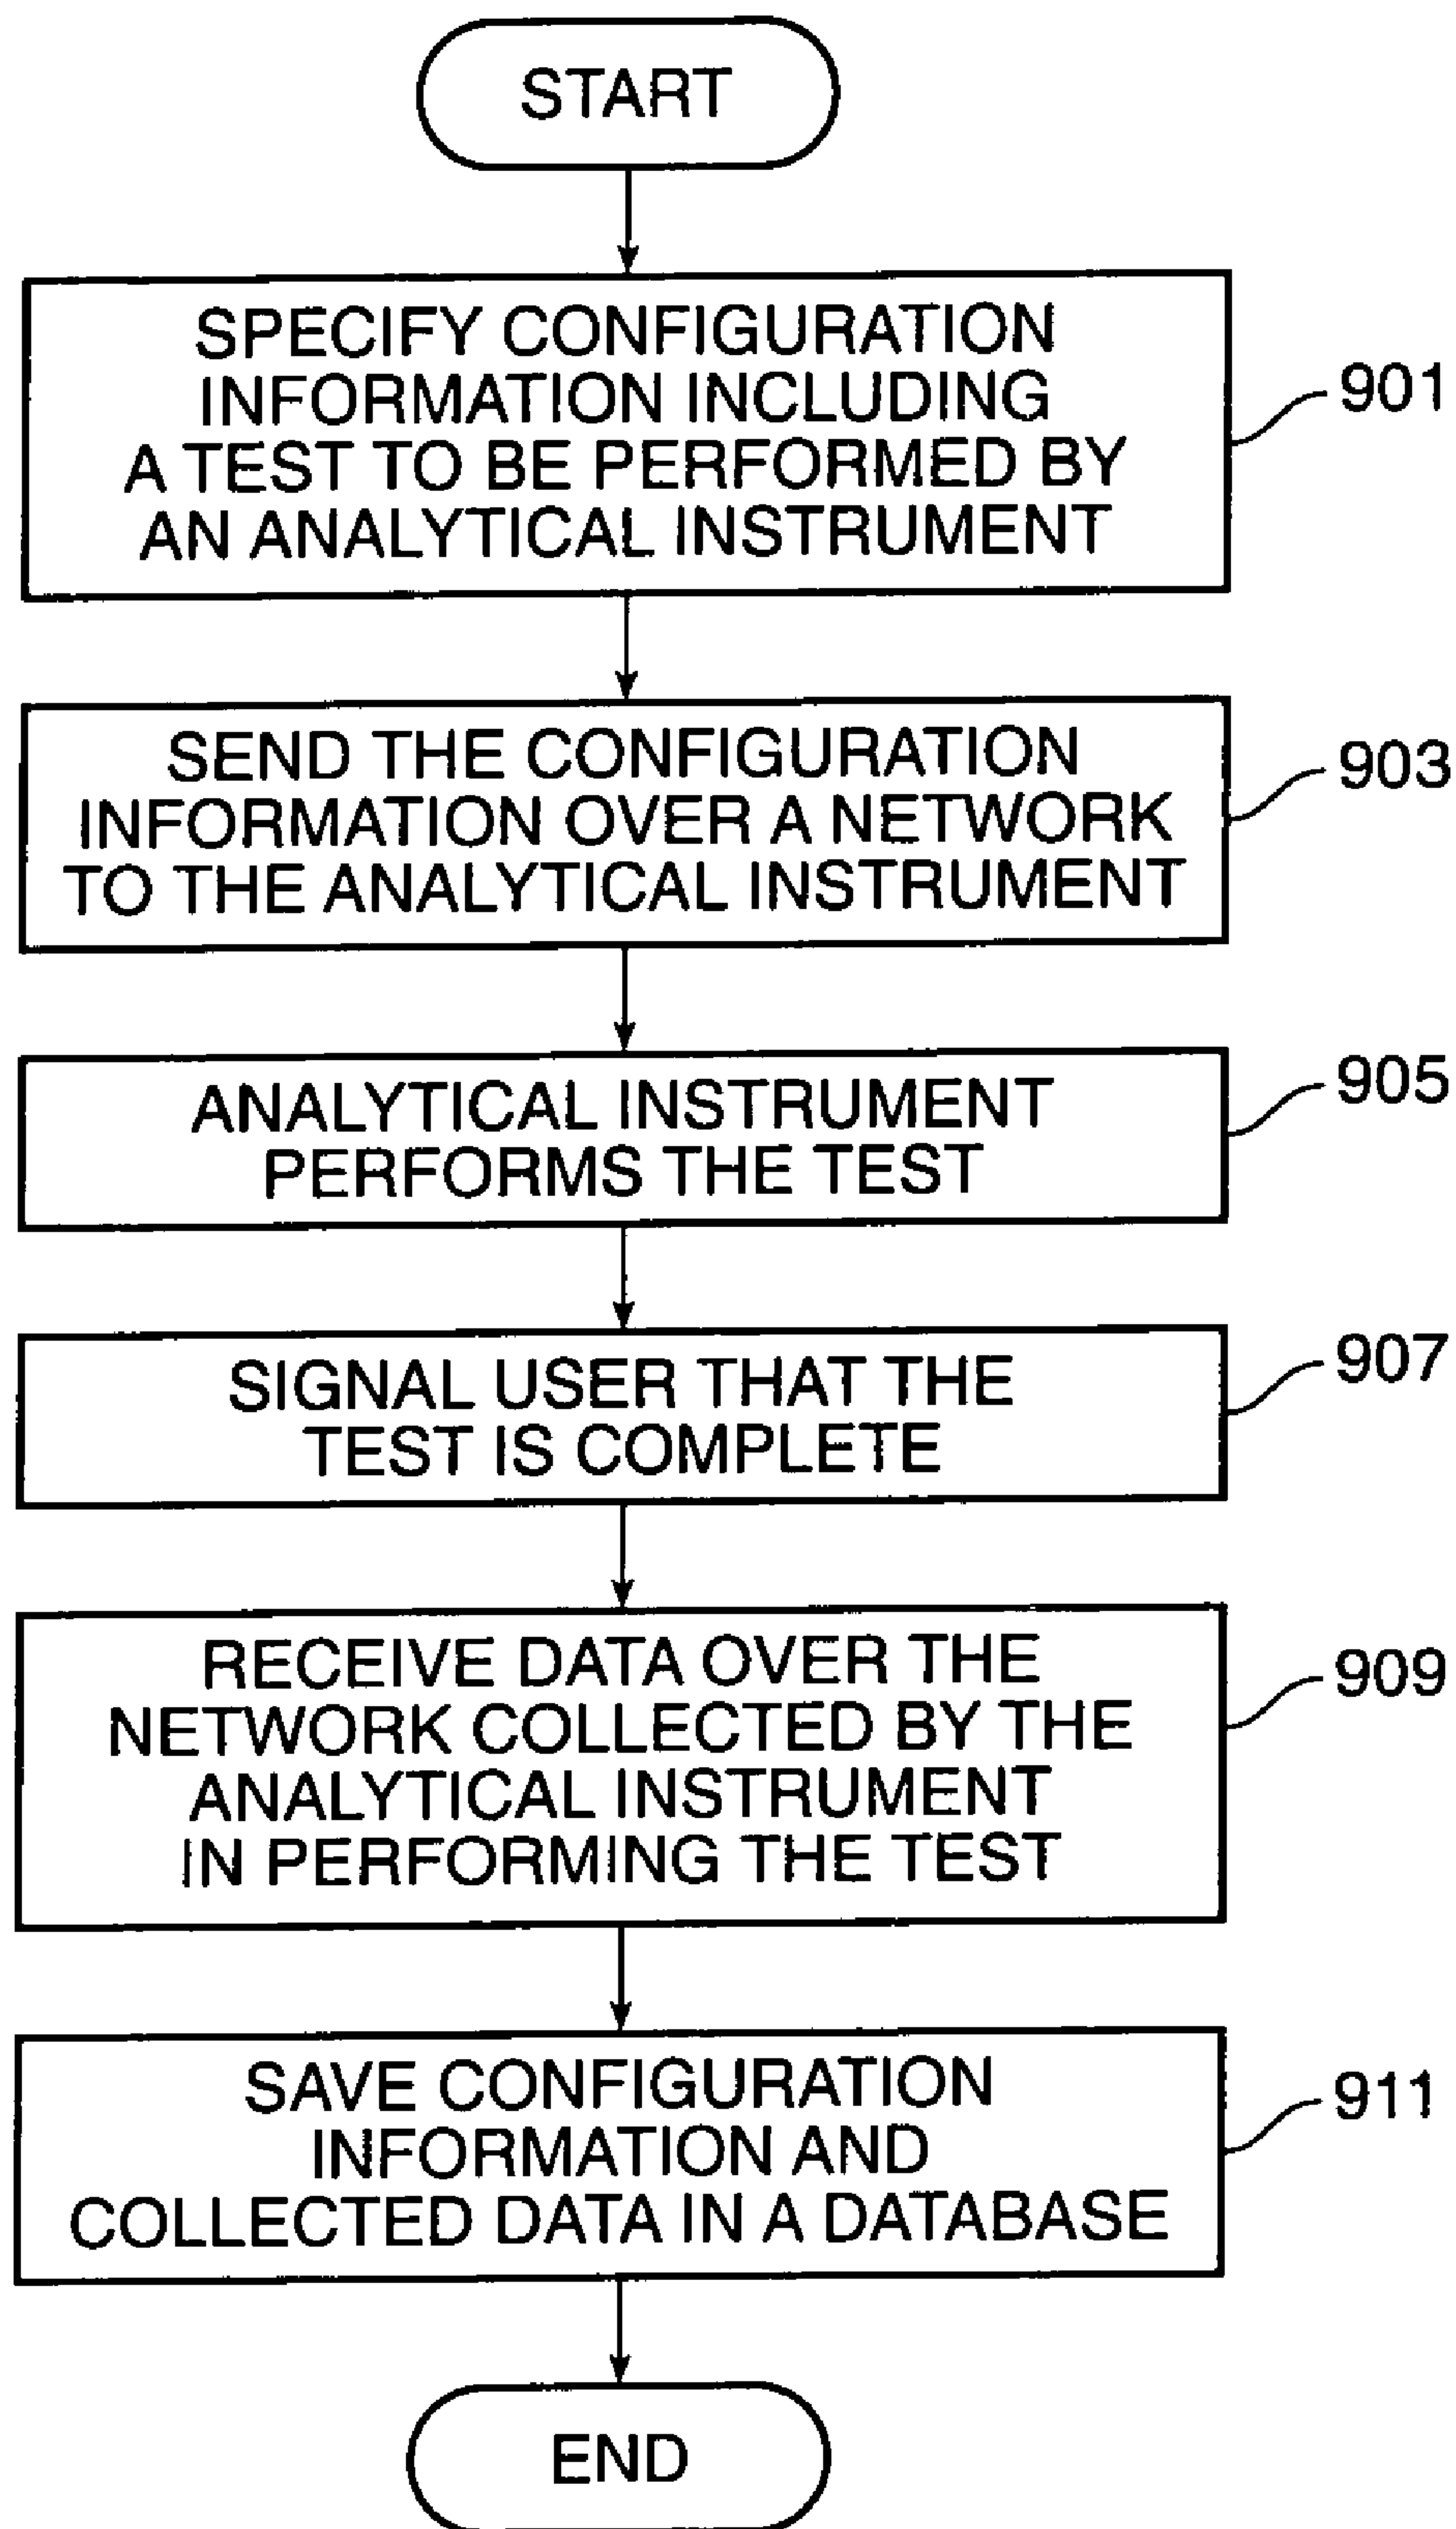 START
SPECIFY CONFIGURATION
INFORMATION INCLUDING
A TEST TO BE PERFORMED BY
AN ANALYTICAL INSTRUMENT
901
SEND THE CONFIGURATION
INFORMATION OVER A NETWORK
TO THE ANALYTICAL INSTRUMENT
903
ANALYTICAL INSTRUMENT
PERFORMS THE TEST
905
SIGNAL USER THAT THE
TEST IS COMPLETE
907
RECEIVE DATA OVER THE
NETWORK COLLECTED BY THE
ANALYTICAL INSTRUMENT
IN PERFORMING THE TEST
909
SAVE CONFIGURATION
INFORMATION AND
COLLECTED DATA IN A DATABASE
911
END